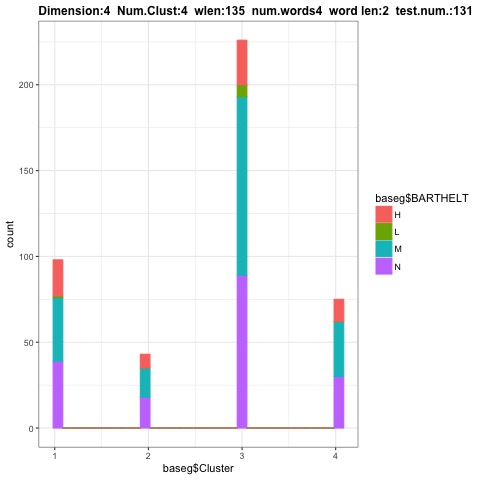 Dimension:4 Num.Clust:4 wlen:135 num.words4 word len:2 test.num.:131
count
200
150
100
50
0
1 2 3 4
baseg$Cluster
baseg$BARTHELT
H
L
M
N